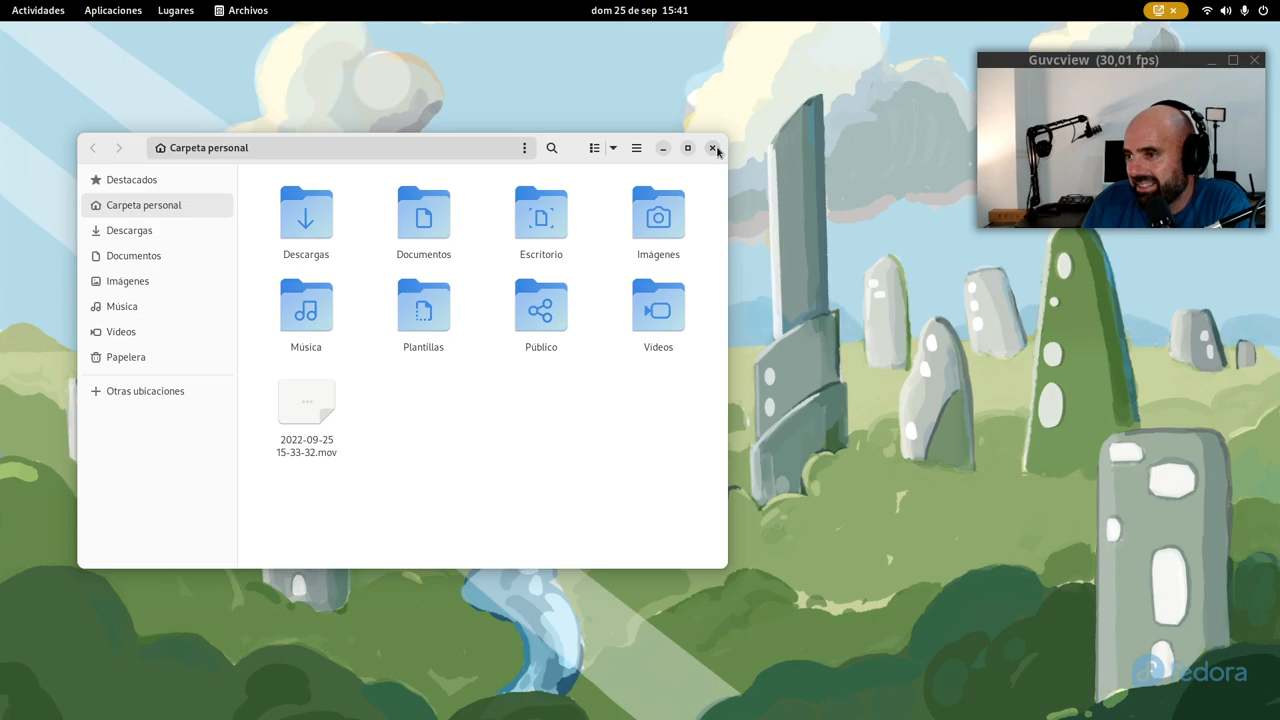 Actividades Aplicaciones Lugares Archivos dom 25 de sep 15:41
Guvcview (30,01 fps)
Carpeta personal
Destacados
Carpeta personal
Descargas
Documentos
Imágenes
Música
Vídeos
Papelera
Otras ubicaciones
Descargas Documentos Escritorio Imágenes
Música Plantillas Público Vídeos
2022-09-25
15-33-32.mov
fedora